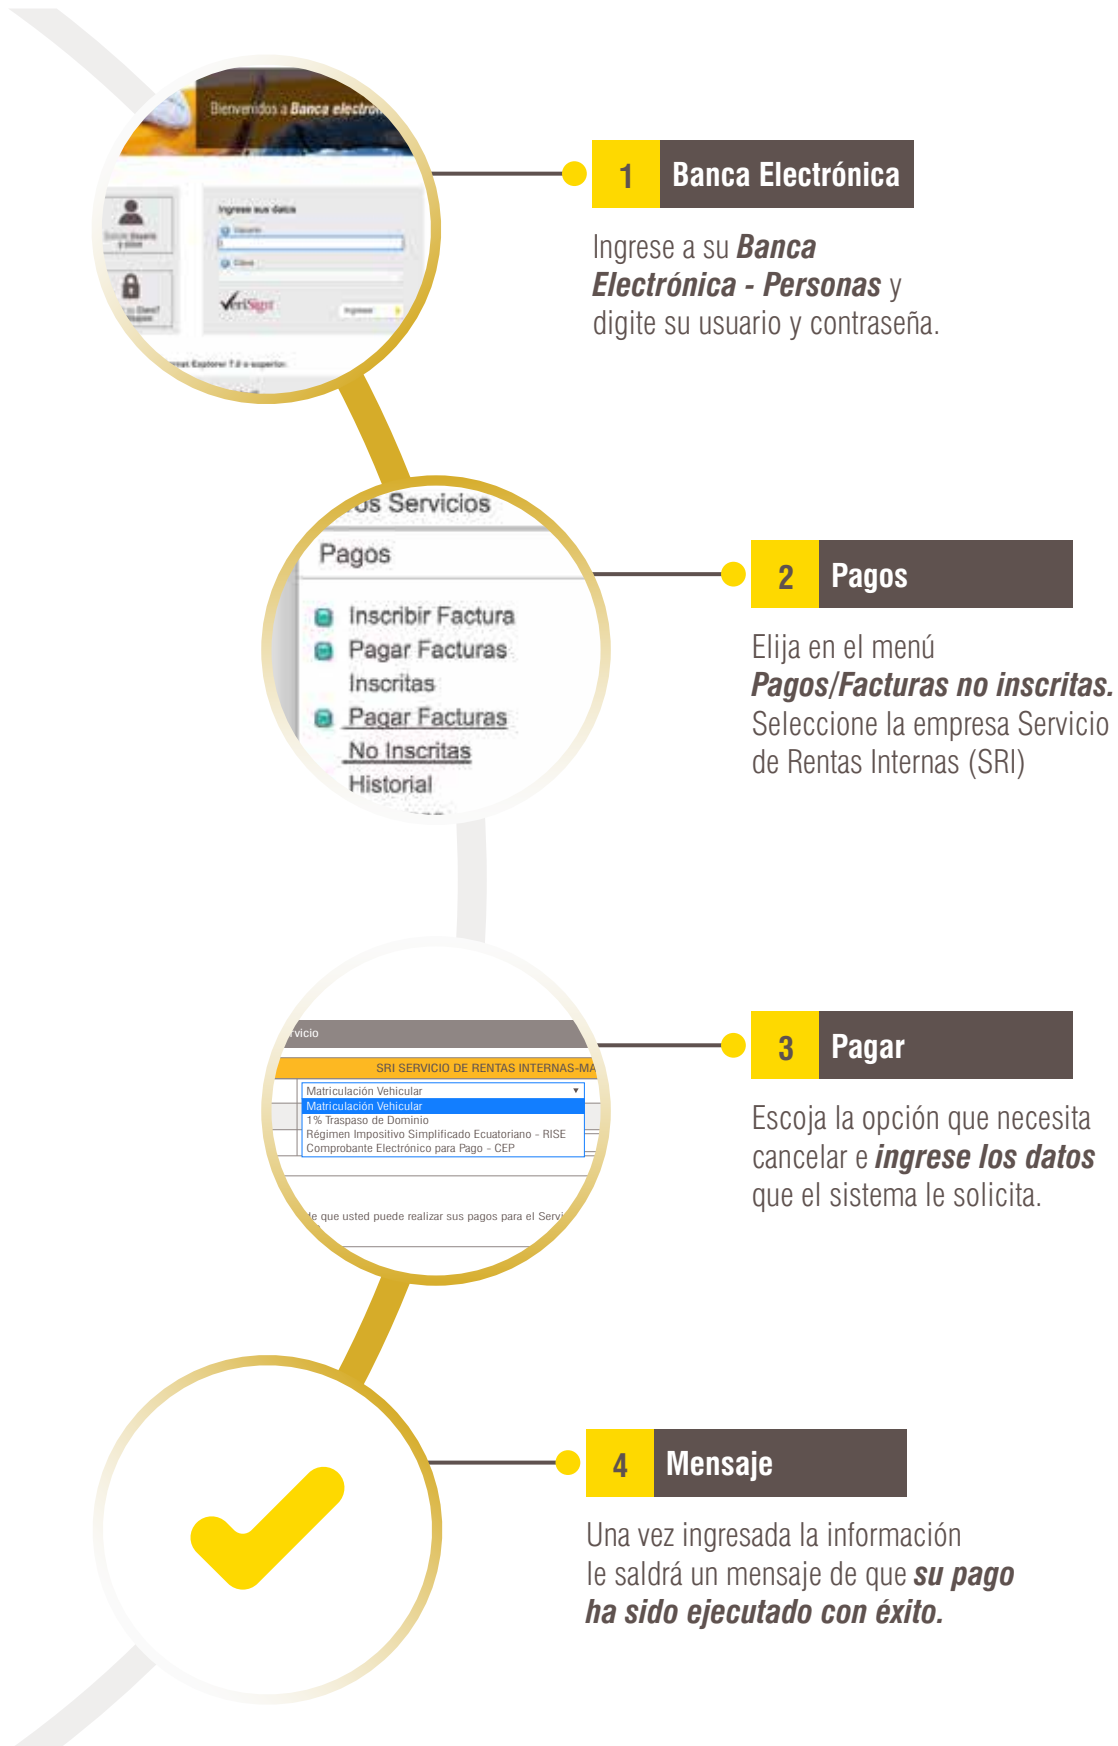 Bienvenidos a Banca electrón
1 Banca Electrónica
Ingrese sus datos
Usuario
Clave
VeriSign
Ingresar
Explorer 7.0 o superior.
Ingrese a su Banca
Electrónica - Personas y
digite su usuario y contraseña.
os Servicios
Pagos
Inscribir Factura
Pagar Facturas
Inscritas
Pagar Facturas
No Inscritas
Historial
2 Pagos
Elija en el menú
Pagos/Facturas no inscritas.
Seleccione la empresa Servicio
de Rentas Internas (SRI)
rvicio
SRI SERVICIO DE RENTAS INTERNAS-MA
Matriculación Vehicular
Matriculación Vehicular
1% Traspaso de Dominio
Régimen Impositivo Simplificado Ecuatoriano - RISE
Comprobante Electrónico para Pago - CEP
de que usted puede realizar sus pagos para el Servi
3 Pagar
Escoja la opción que necesita
cancelar e ingrese los datos
que el sistema le solicita.
4 Mensaje
Una vez ingresada la información
le saldrá un mensaje de que su pago
ha sido ejecutado con éxito.